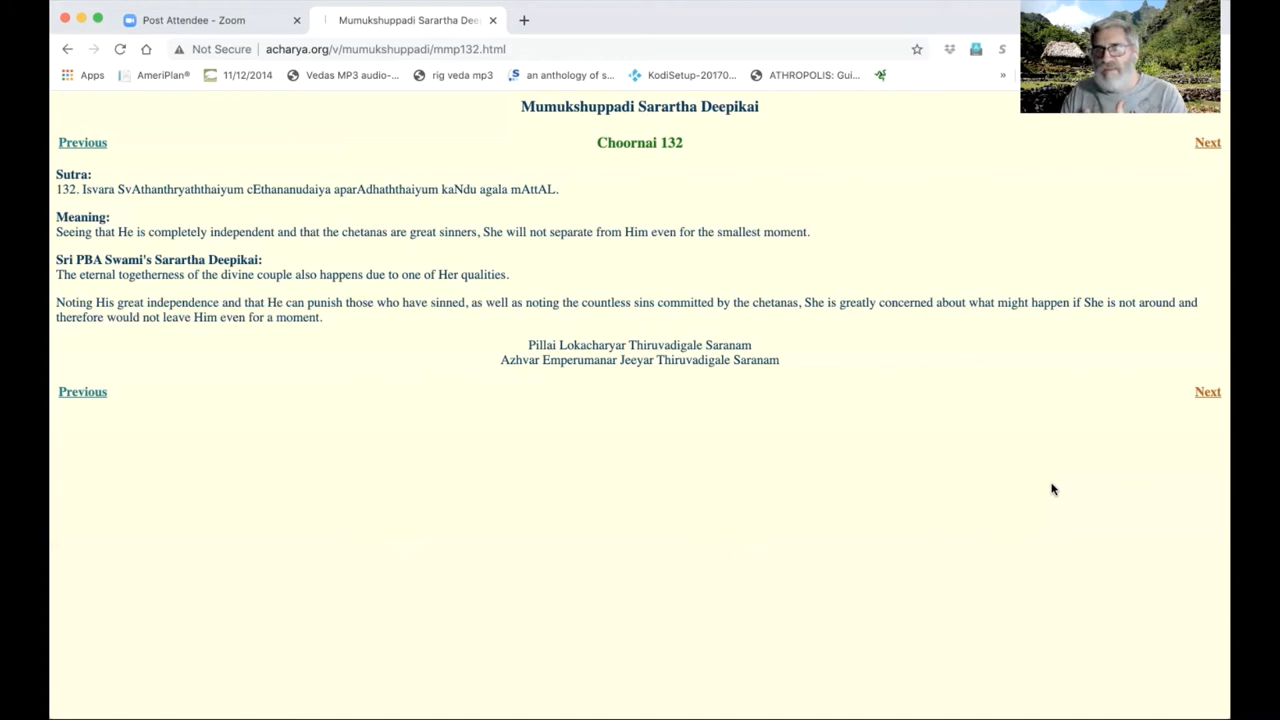 Post Attendee - Zoom
Mumukshuppadi Sarartha Dee
Not Secure | acharya.org/v/mumukshuppadi/mmp132.html
Apps AmeriPlan® 11/12/2014 Vedas MP3 audio-... rig veda mp3 an anthology of s... KodiSetup-20170... ATHROPOLIS: Gui... »
Mumukshuppadi Sarartha Deepikai
Previous Choornai 132 Next
Sutra:
132. Isvara SvAthanthryaththaiyum cEthananudaiya aparAdhaththaiyum kaNdu agala mAttAL.
Meaning:
Seeing that He is completely independent and that the chetanas are great sinners, She will not separate from Him even for the smallest moment.
Sri PBA Swami's Sarartha Deepikai:
The eternal togetherness of the divine couple also happens due to one of Her qualities.
Noting His great independence and that He can punish those who have sinned, as well as noting the countless sins committed by the chetanas, She is greatly concerned about what might happen if She is not around and
therefore would not leave Him even for a moment.
Pillai Lokacharyar Thiruvadigale Saranam
Azhvar Emperumanar Jeeyar Thiruvadigale Saranam
Previous Next